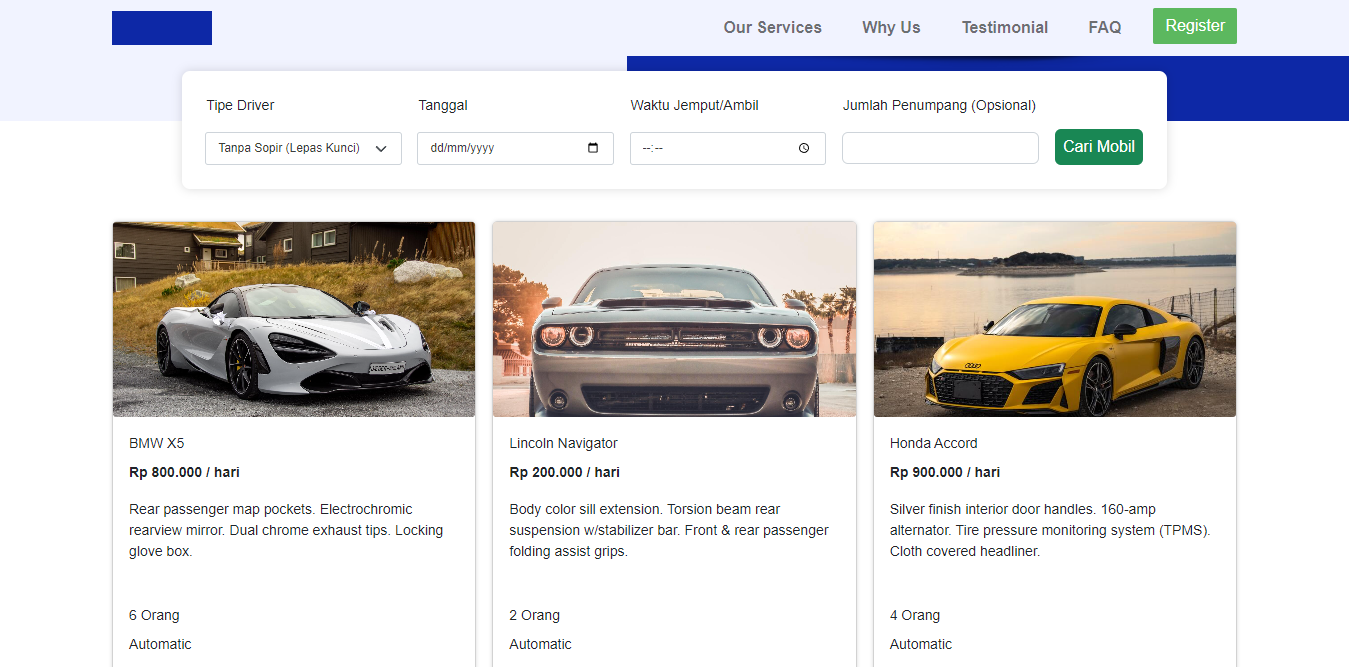 Our Services
Why Us
Testimonial
FAQ
Register
Tipe Driver
Tanggal
Waktu Jemput/Ambil
Jumlah Penumpang (Opsional)
Tanpa Sopir (Lepas Kunci)
dd/mm/yyyy
--:--
Cari Mobil
BMW X5
Rp 800.000 / hari
Rear passenger map pockets. Electrochromic
rearview mirror. Dual chrome exhaust tips. Locking
glove box.
6 Orang
Automatic
Lincoln Navigator
Rp 200.000 / hari
Body color sill extension. Torsion beam rear
suspension w/stabilizer bar. Front & rear passenger
folding assist grips.
2 Orang
Automatic
Honda Accord
Rp 900.000 / hari
Silver finish interior door handles. 160-amp
alternator. Tire pressure monitoring system (TPMS).
Cloth covered headliner.
4 Orang
Automatic